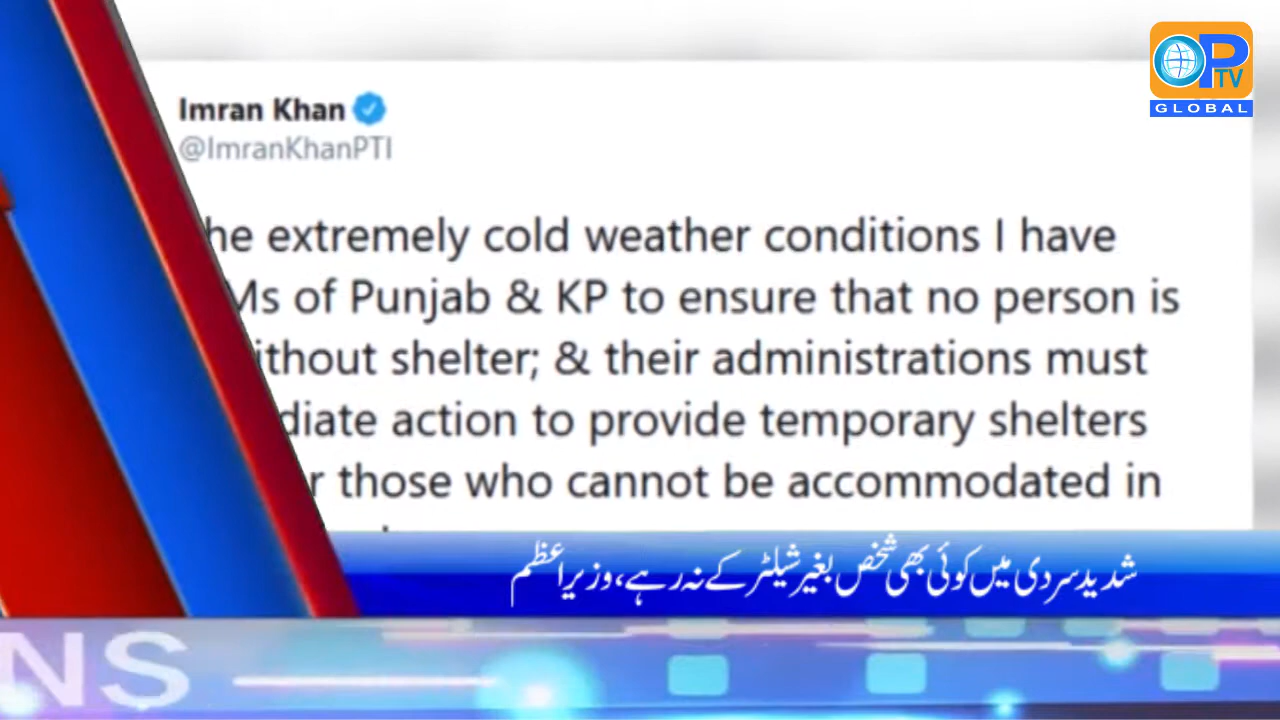 OPTV
GLOBAL
Imran Khan
@ImranKhanPTI
he extremely cold weather conditions I have
Ms of Punjab & KP to ensure that no person is
ithout shelter; & their administrations must
diate action to provide temporary shelters
r those who cannot be accommodated in
شدید سردی میں کوئی بھی شخص بغیر شیلٹر کے نہ رہے، وزیراعظم
NS